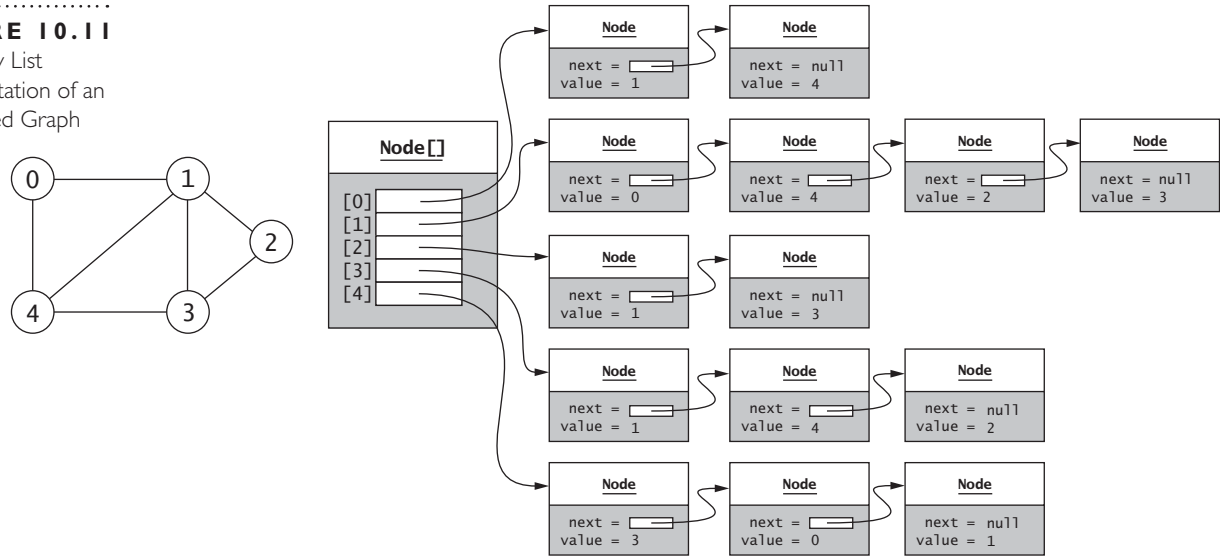 RE 10.11
y List
tation of an
ed Graph
0
1
2
4
3
Node[]
[0]
[1]
[2]
[3]
[4]
Node
next =
value = 1
Node
next = null
value = 4
Node
next =
value = 0
Node
next =
value = 4
Node
next =
value = 2
Node
next = null
value = 3
Node
next =
value = 1
Node
next = null
value = 3
Node
next =
value = 1
Node
next =
value = 4
Node
next = null
value = 2
Node
next =
value = 3
Node
next =
value = 0
Node
next = null
value = 1